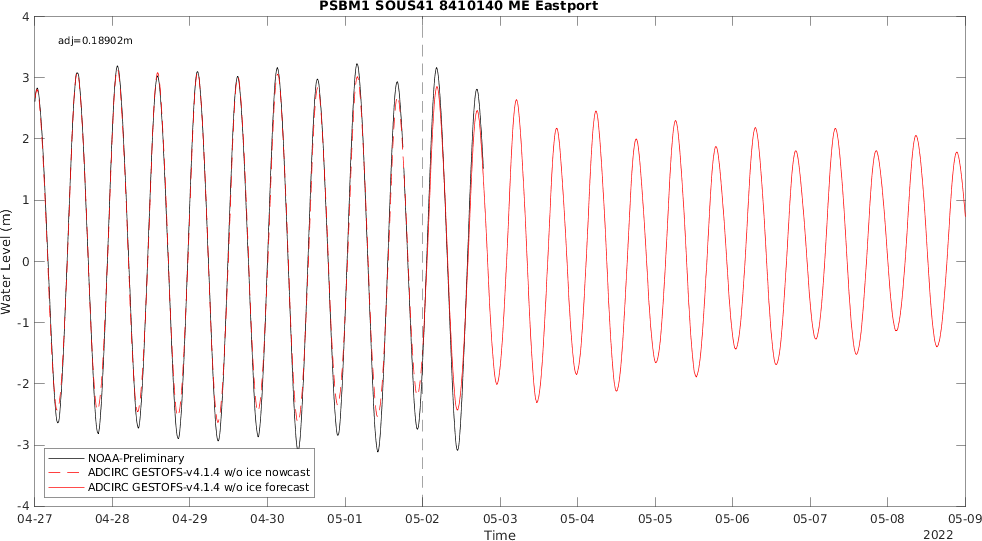 PSBM1 SOUS41 8410140 ME Eastport
adj=0.18902m
4
3
2
1
0
-1
-2
-3
-4
Water Level (m)
NOAA-Preliminary
ADCIRC GESTOFS-v4.1.4 w/o ice nowcast
ADCIRC GESTOFS-v4.1.4 w/o ice forecast
04-27 04-28 04-29 04-30 05-01 05-02 05-03 05-04 05-05 05-06 05-07 05-08 05-09
Time
2022